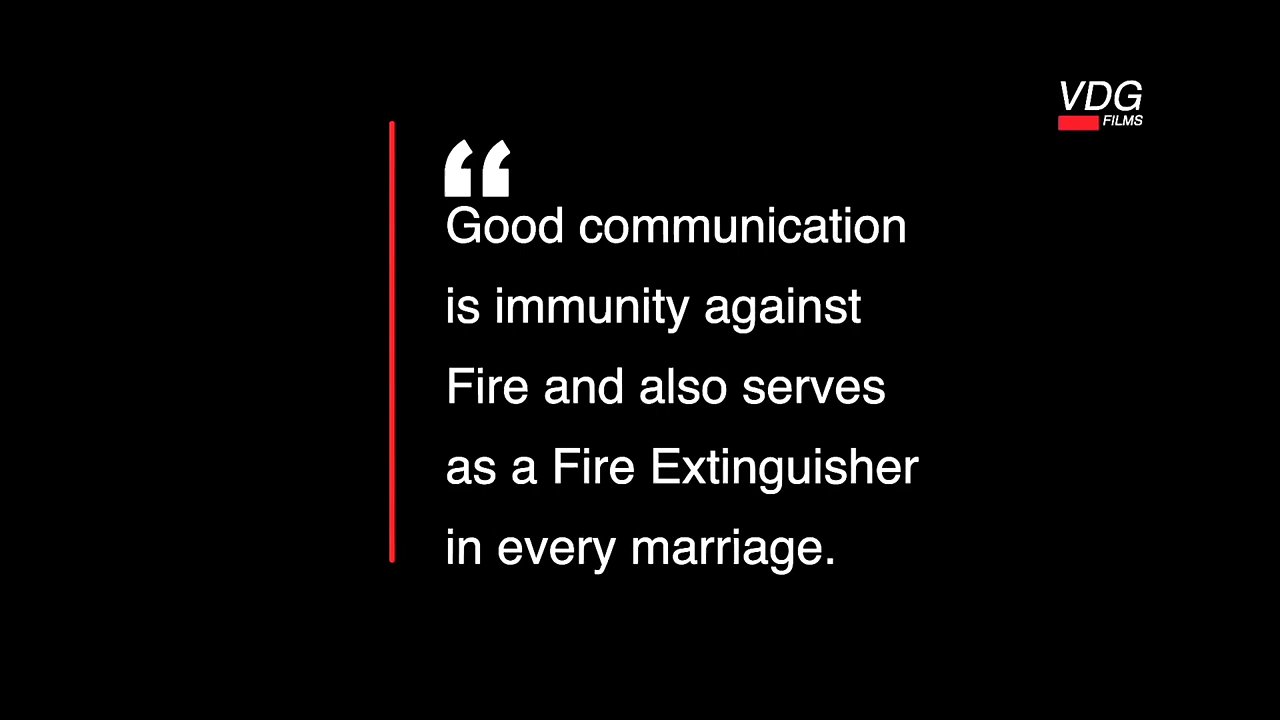 VDG
FILMS
“
Good communication
is immunity against
Fire and also serves
as a Fire Extinguisher
in every marriage.